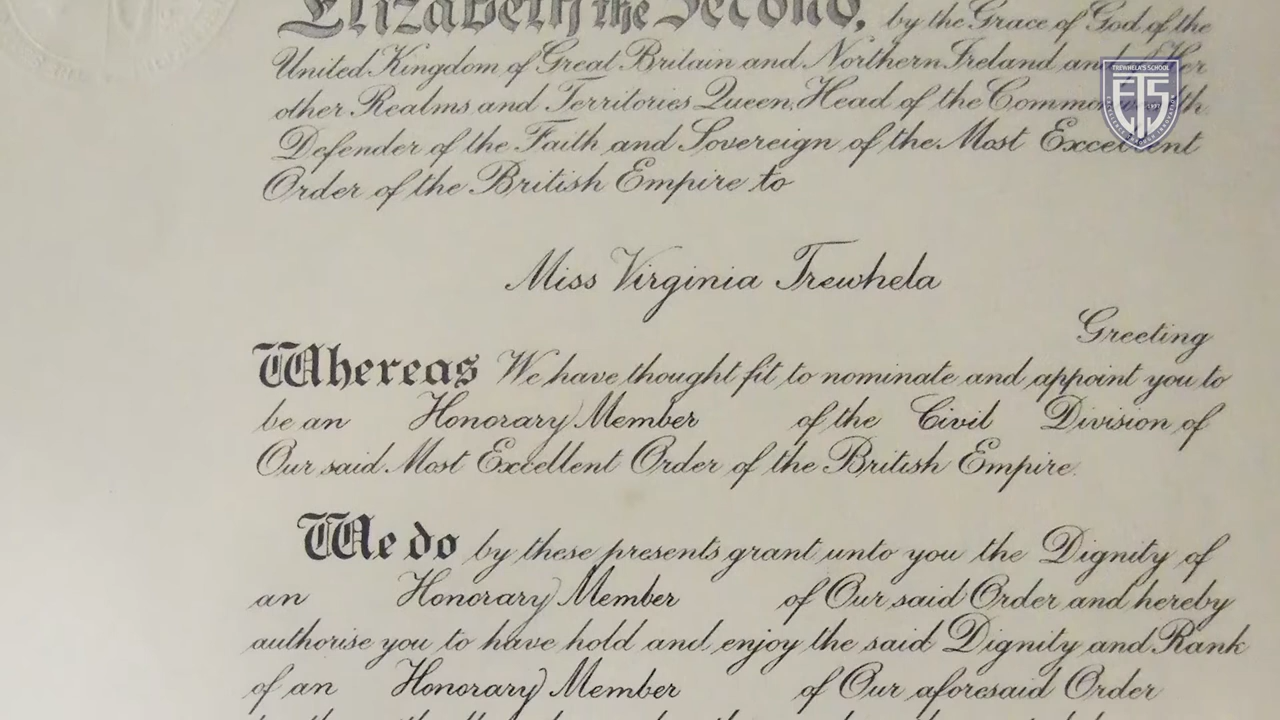 Elizabeth the Second, by the Grace of God of the
United Kingdom of Great Britain and Northern Ireland and of Her
other Realms and Territories Queen, Head of the Commonwealth
Defender of the Faith and Sovereign of the Most Excellent
Order of the British Empire to
TREWHELA'S SCHOOL
ETS
Miss Virginia Trewhela
Greeting
Whereas We have thought fit to nominate and appoint you to
be an Honorary Member of the Civil Division of
Our said Most Excellent Order of the British Empire.
We do by these presents grant unto you the Dignity of
an Honorary Member of Our said Order and hereby
authorise you to have hold and enjoy the said Dignity and Rank
of an Honorary Member of Our aforesaid Order